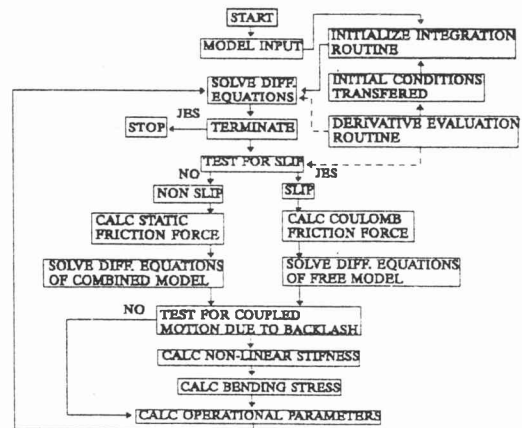 START
MODEL INPUT
INITIALIZE INTEGRATION
ROUTINE
SOLVE DIFF.
EQUATIONS
INITIAL CONDITIONS
TRANSFERED
JES
STOP
TERMINATE
DERIVATIVE EVALUATION
ROUTINE
TEST FOR SLIP
NO
JES
NON SLIP
SLIP
CALC STATIC
FRICTION FORCE
CALC COULOMB
FRICTION FORCE
SOLVE DIFF. EQUATIONS
OF COMBINED MODEL
SOLVE DIFF. EQUATIONS
OF FREE MODEL
NO
TEST FOR COUPLED
MOTION DUE TO BACKLASH
CALC NON-LINEAR STIFNESS
CALC BENDING STRESS
CALC OPERATIONAL PARAMETERS